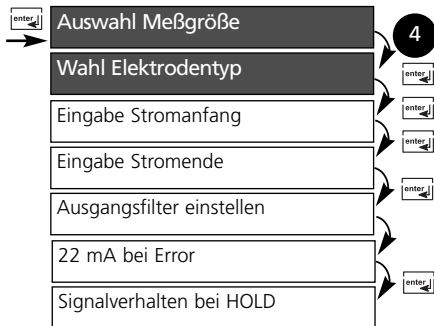 enter
Auswahl Meßgröße
4
Wahl Elektrodentyp
enter
enter
Eingabe Stromanfang
enter
Eingabe Stromende
enter
Ausgangsfilter einstellen
22 mA bei Error
enter
Signalverhalten bei HOLD